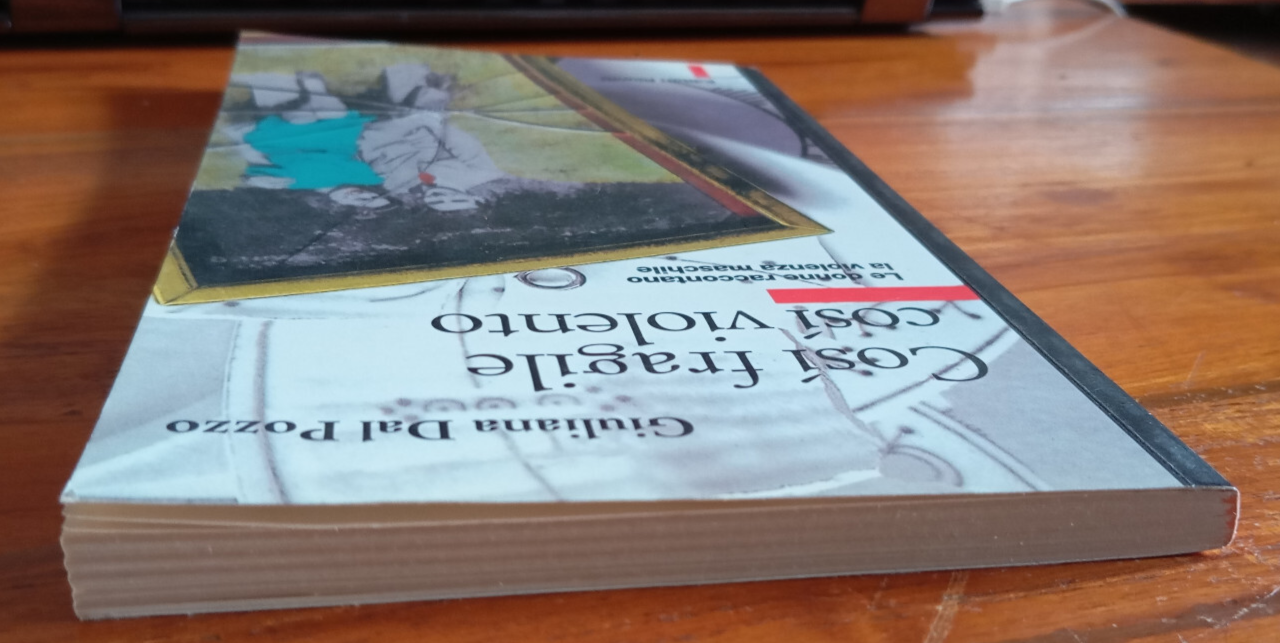 Giuliana Dal Pozzo
Così fragile
così violento
Le donne raccontano
la violenza maschile